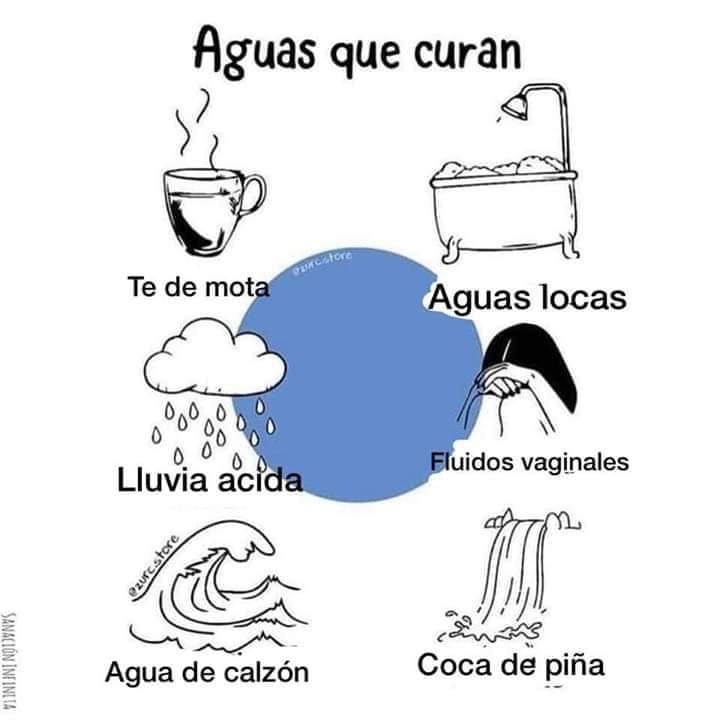 Aguas que curan
@zurc.store
Te de mota
Aguas locas
Lluvia acida
Fluidos vaginales
@zurc.store
Agua de calzón
Coca de piña
SANACIÓN INFINITA